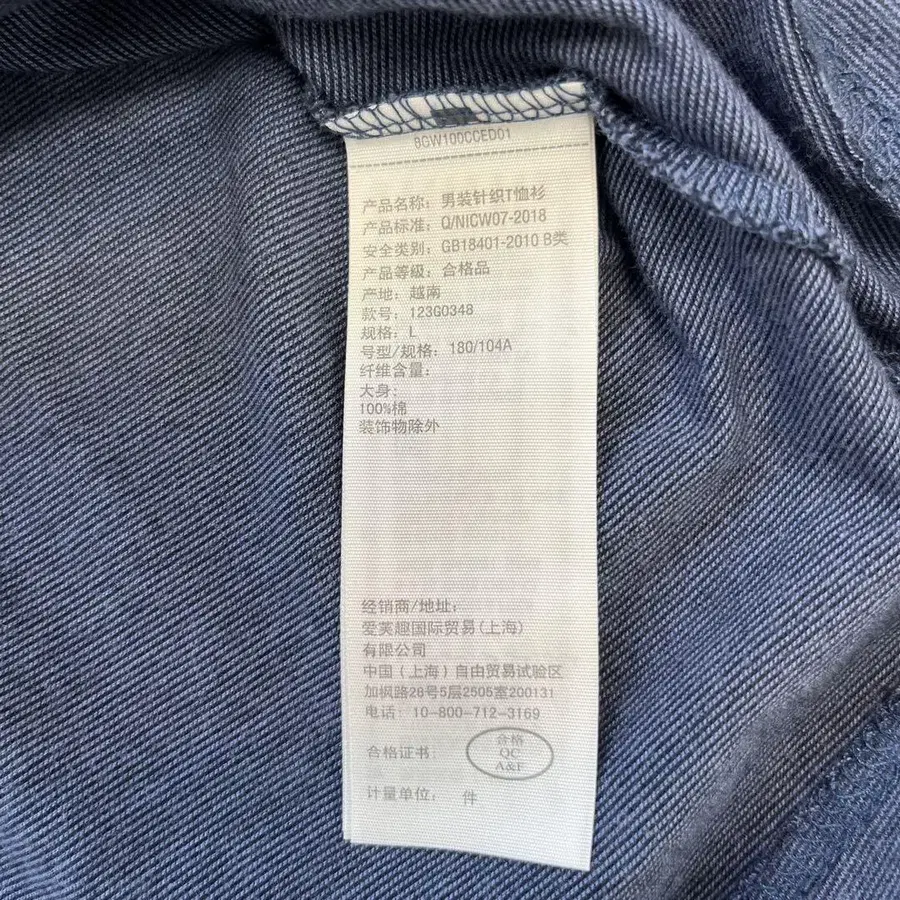 8GW100CCED01
产品名称: 男装针织T恤衫
产品标准: Q/NICW07-2018
安全类别: GB18401-2010 B类
产品等级: 合格品
产地: 越南
款号: 123G0348
规格: L
号型/规格: 180/104A
纤维含量:
大身:
100%棉
装饰物除外
经销商/地址:
爱芙趣国际贸易(上海)
有限公司
中国(上海)自由贸易试验区
加枫路28号5层2505室200131
电话: 10-800-712-3169
合格证书:
合格
QC
A&F
计量单位: 件